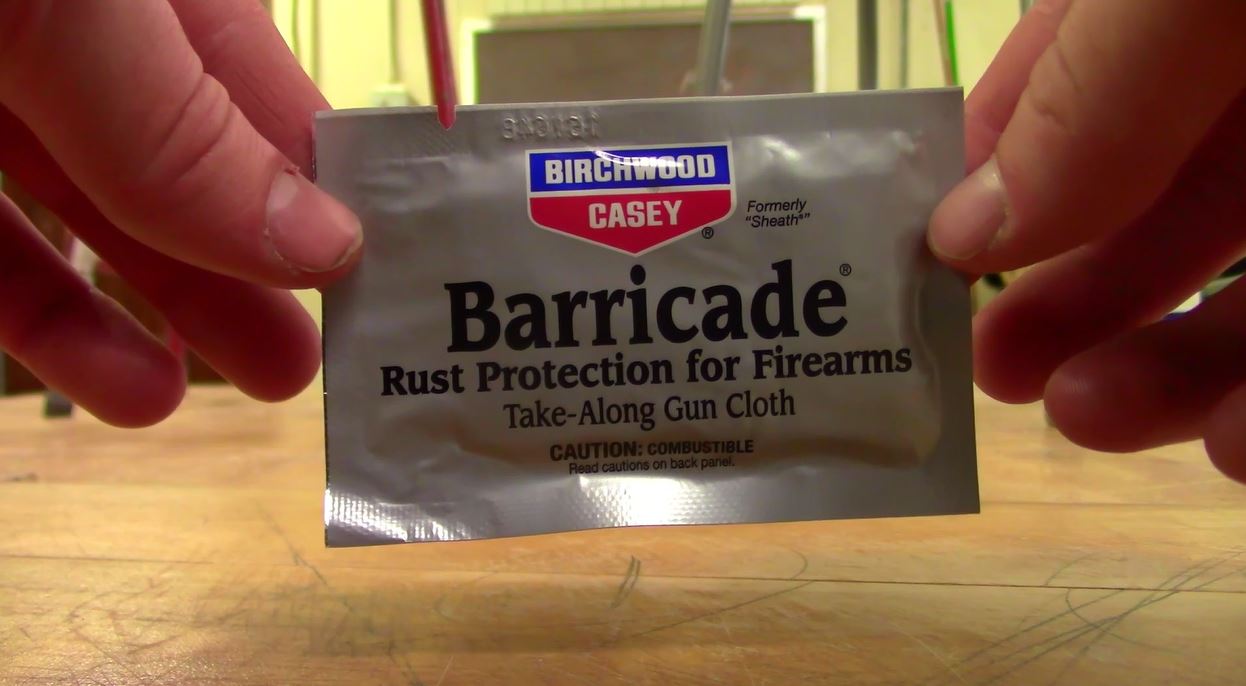 BIRCHWOOD
CASEY®
Formerly
"Sheath®"
Barricade®
Rust Protection for Firearms
Take-Along Gun Cloth
CAUTION: COMBUSTIBLE
Read cautions on back panel.